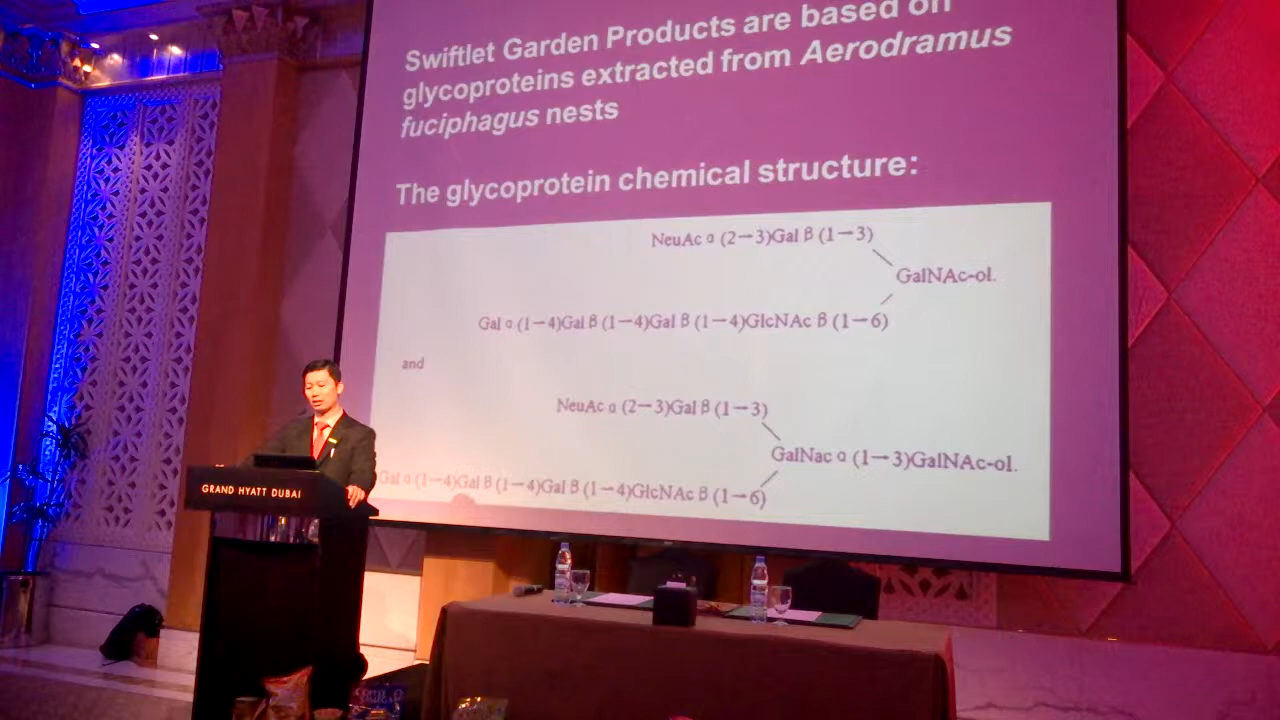 Swiftlet Garden Products are based on
glycoproteins extracted from Aerodramus
fuciphagus nests
The glycoprotein chemical structure:
NeuAc α (2—3)Gal β (1—3)
GalNAc-ol.
Gal α (1—4)Gal β (1—4)Gal β (1—4)GlcNAc β (1—6)
and
NeuAc α (2—3)Gal β (1—3)
GalNac α (1—3)GalNAc-ol.
Gal α (1—4)Gal β (1—4)Gal β (1—4)GlcNAc β (1—6)
GRAND HYATT DUBAI